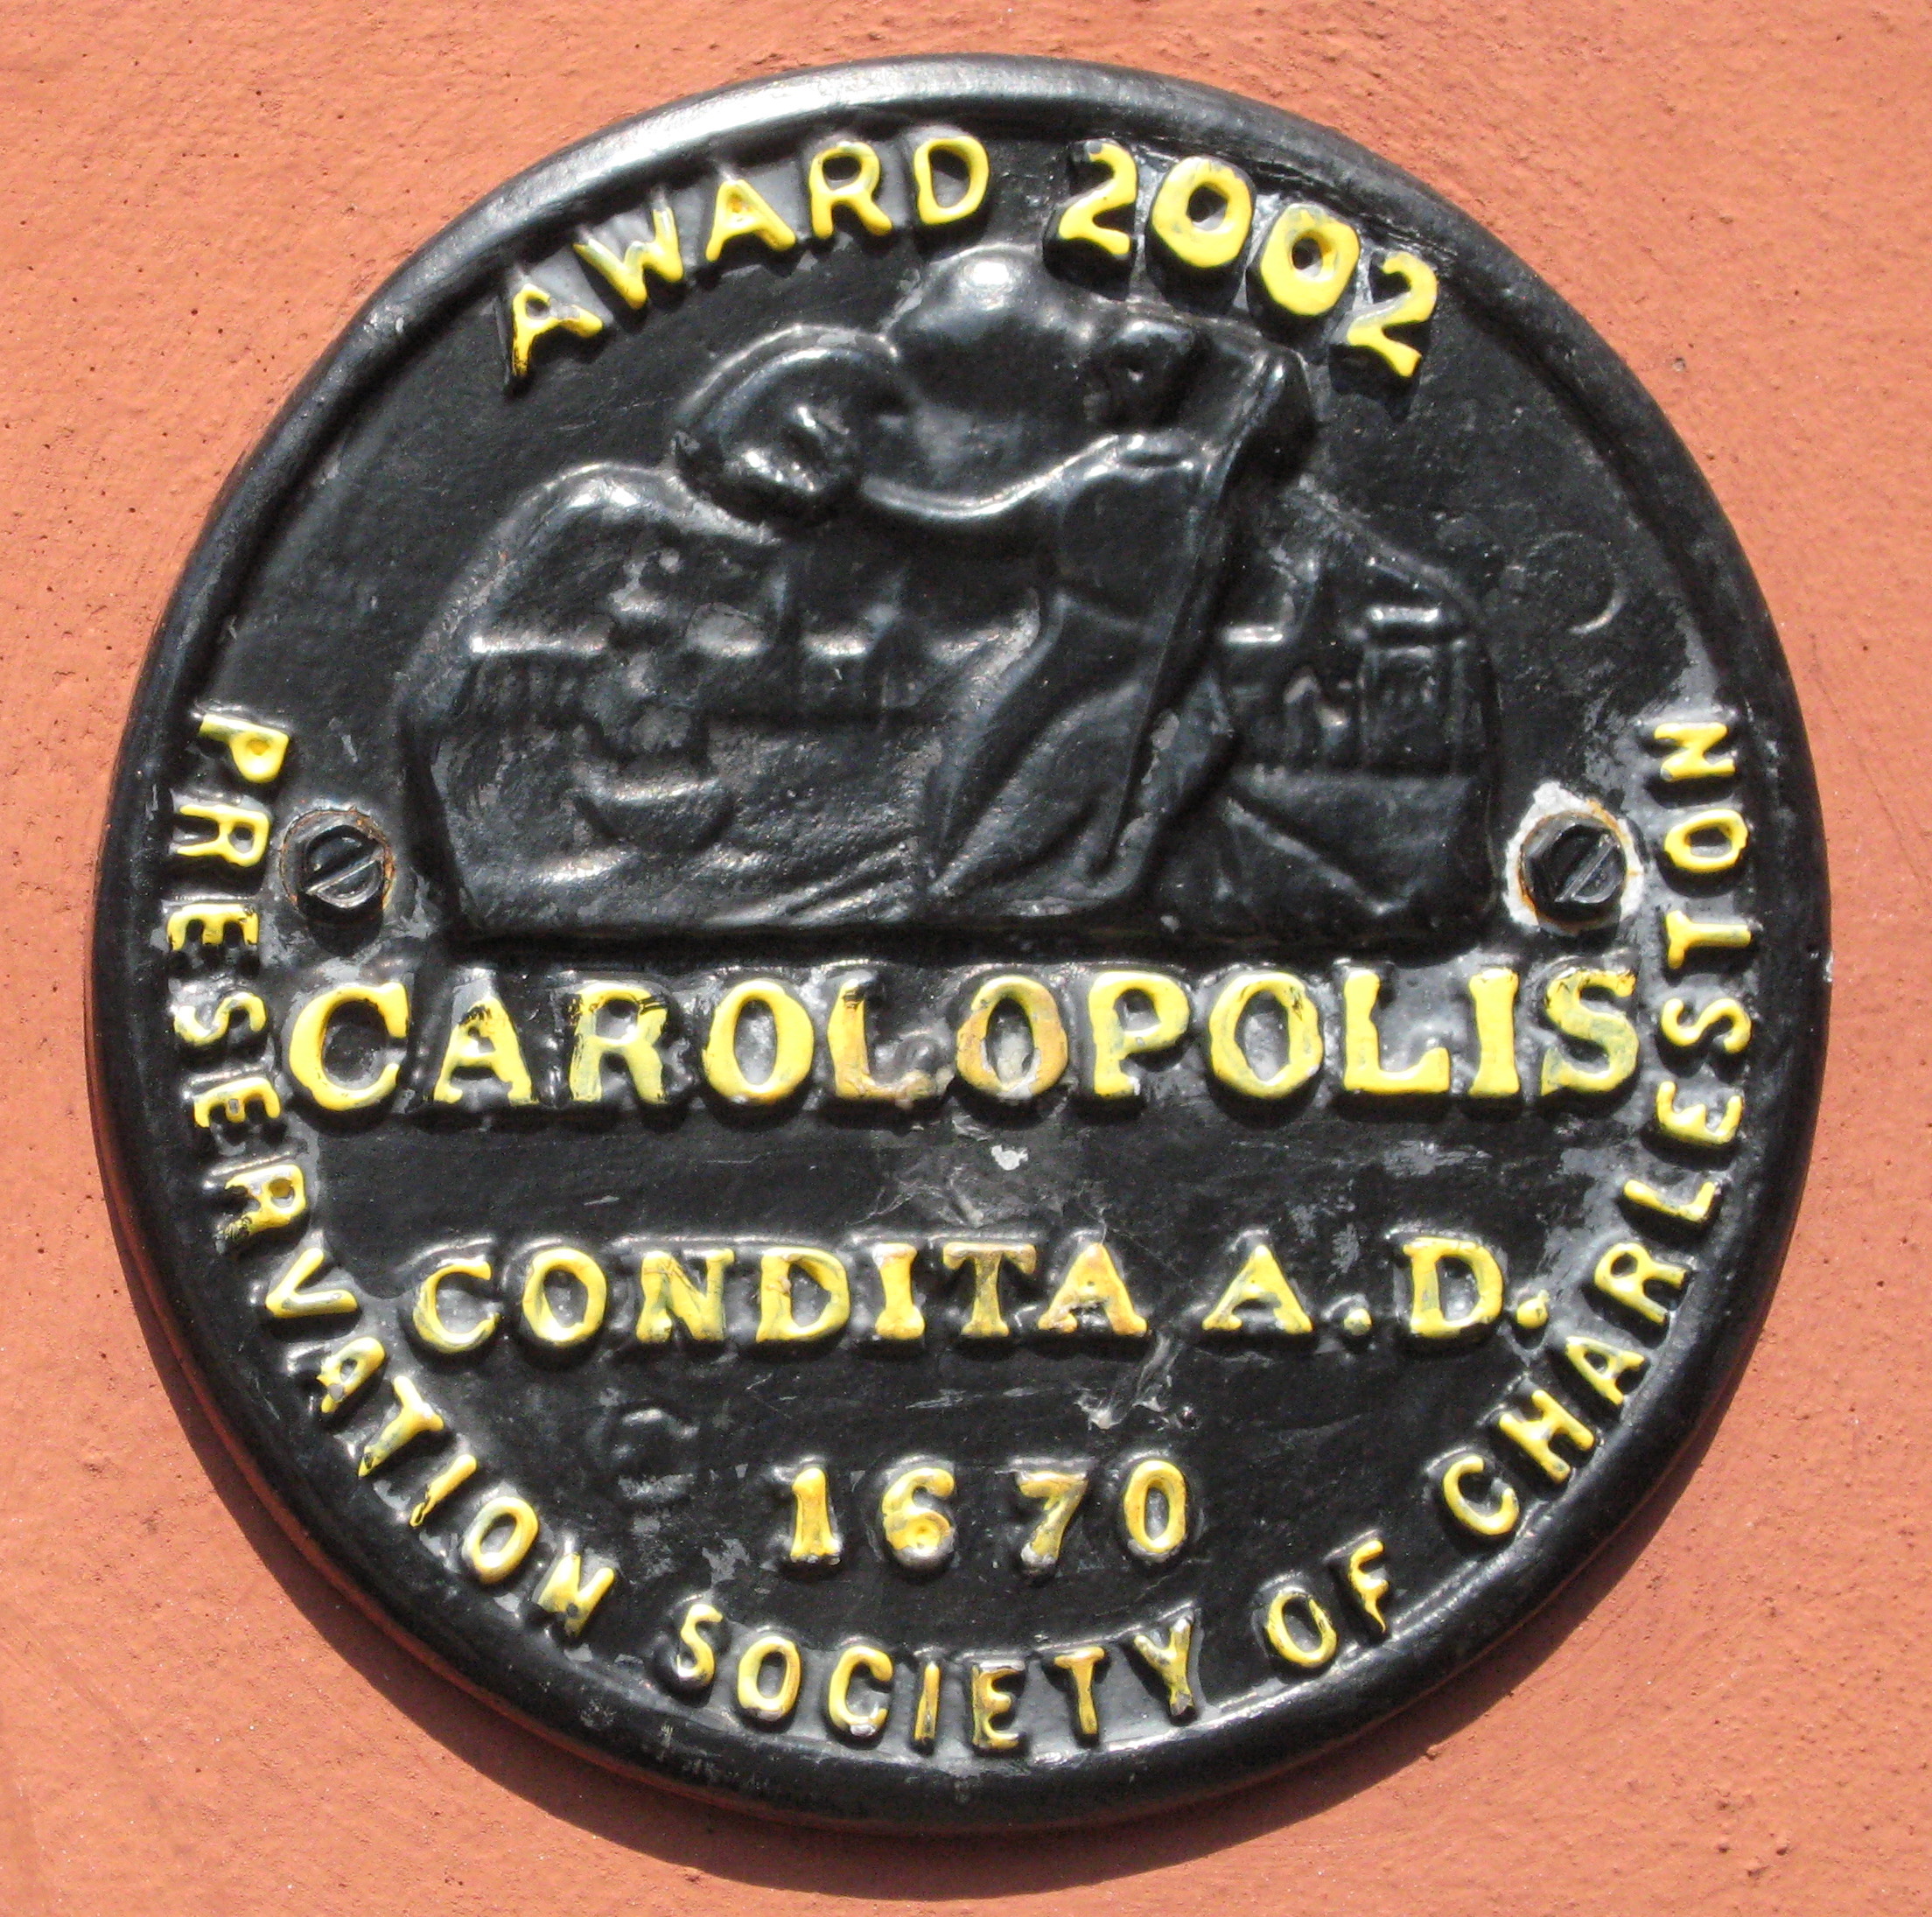 AWARD 2002
CAROLOPOLIS
CONDITA A.D.
1670
PRESERVATION SOCIETY OF CHARLESTON